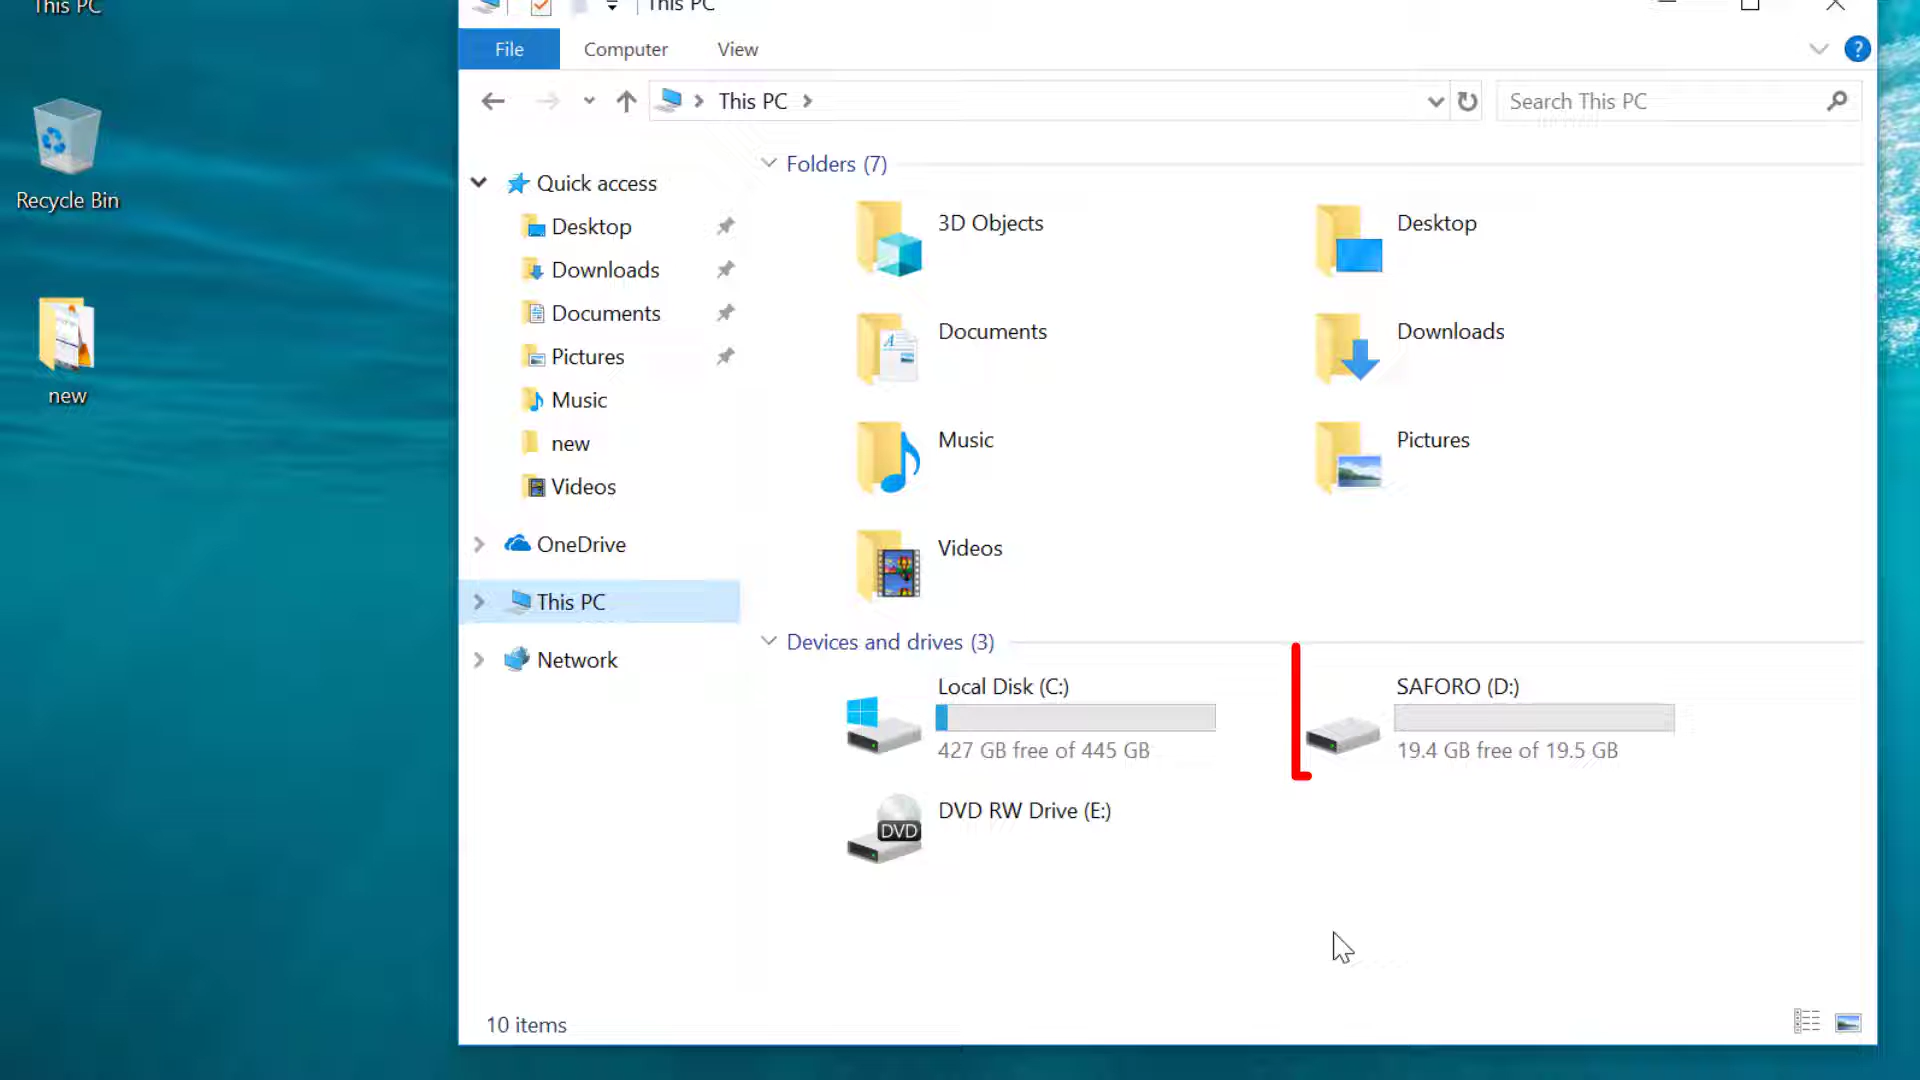 This PC
This PC
File Computer View
This PC
Search This PC
Recycle Bin
new
Quick access
Desktop
Downloads
Documents
Pictures
Music
new
Videos
OneDrive
This PC
Network
Folders (7)
3D Objects
Desktop
Documents
Downloads
Music
Pictures
Videos
Devices and drives (3)
Local Disk (C:)
427 GB free of 445 GB
SAFORO (D:)
19.4 GB free of 19.5 GB
DVD RW Drive (E:)
DVD
10 items